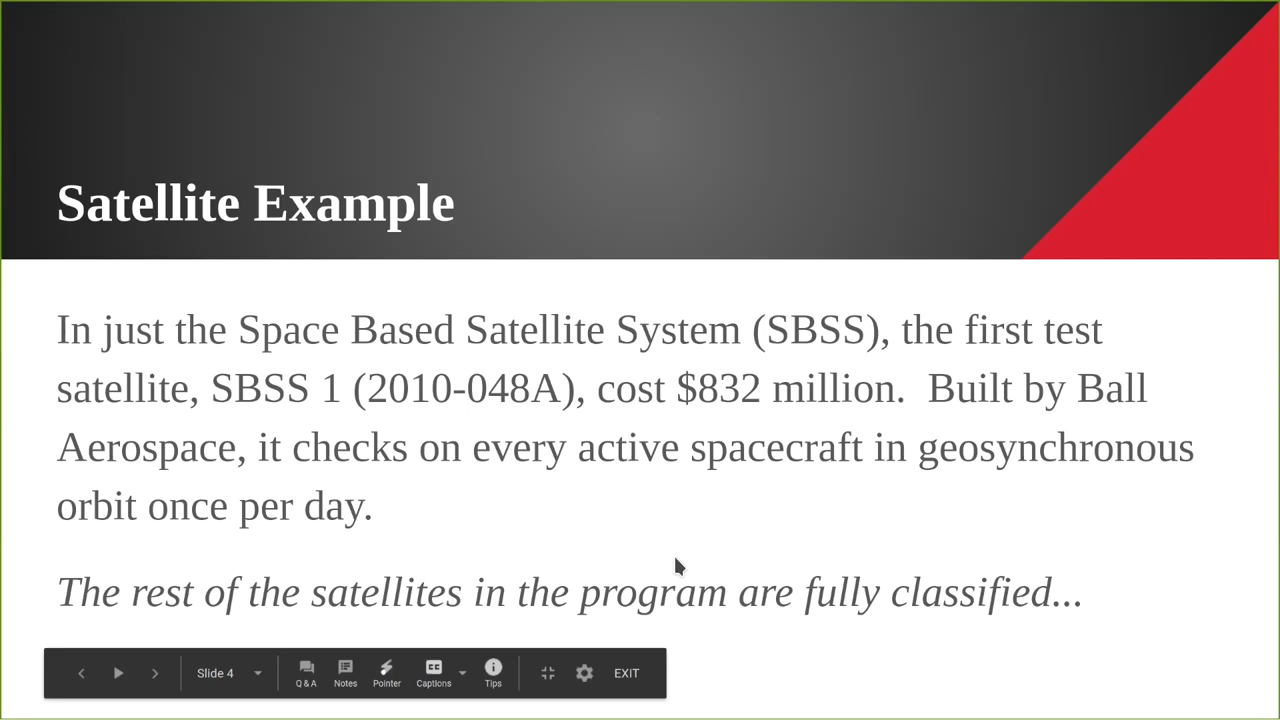 Satellite Example
In just the Space Based Satellite System (SBSS), the first test
satellite, SBSS 1 (2010-048A), cost $832 million.  Built by Ball
Aerospace, it checks on every active spacecraft in geosynchronous
orbit once per day.
The rest of the satellites in the program are fully classified...
Slide 4
Q & A
Notes
Pointer
CC
Captions
Tips
EXIT